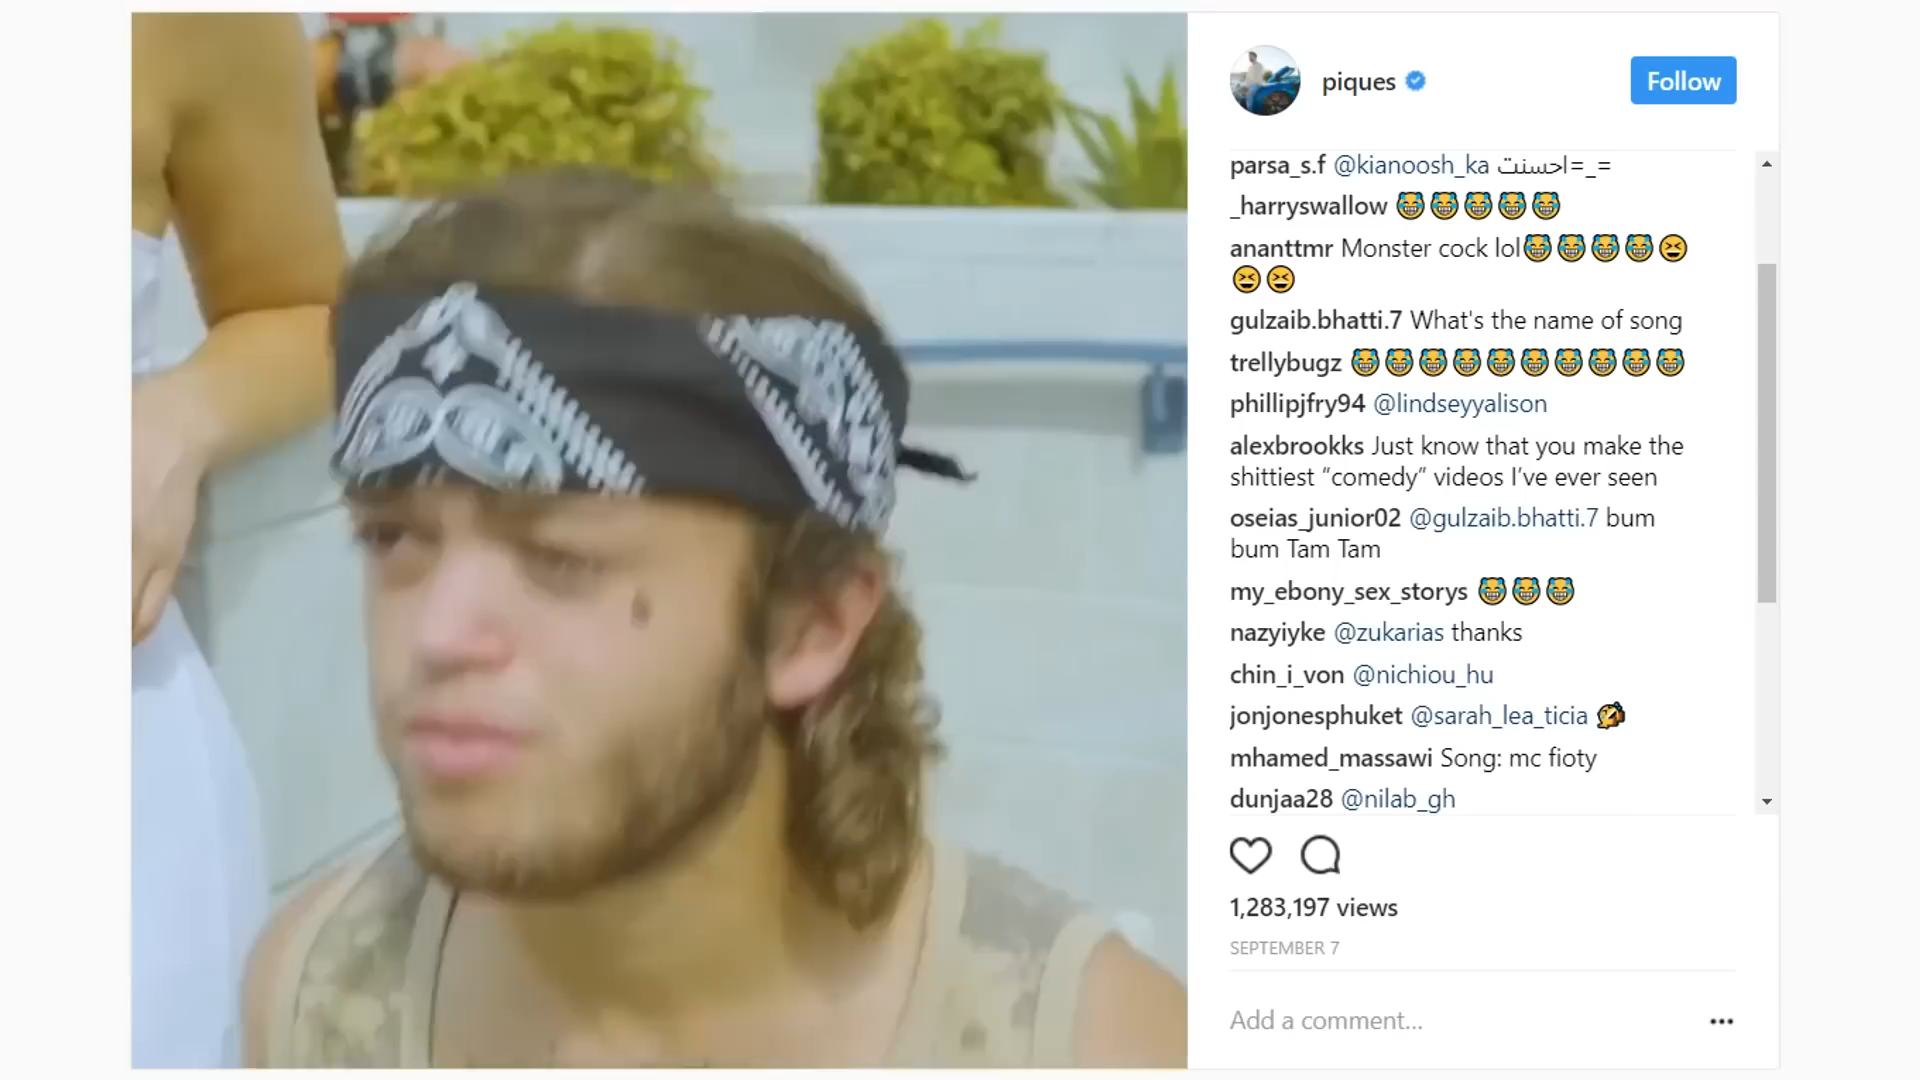 piques
Follow
parsa_s.f @kianoosh_ka احسنت=_=
_harryswallow 😹😹😹😹😹
ananttmr Monster cock lol😹😹😹😹😆
😆😆
gulzaib.bhatti.7 What's the name of song
trellybugz 😹😹😹😹😹😹😹😹😹😹
phillipjfry94 @lindseyyalison
alexbrookks Just know that you make the
shittiest “comedy” videos I’ve ever seen
oseias_junior02 @gulzaib.bhatti.7 bum
bum Tam Tam
my_ebony_sex_storys 😹😹😹
nazyiyke @zukarias thanks
chin_i_von @nichiou_hu
jonjonesphuket @sarah_lea_ticia 🤣
mhamed_massawi Song: mc fioty
dunjaa28 @nilab_gh
1,283,197 views
SEPTEMBER 7
Add a comment...